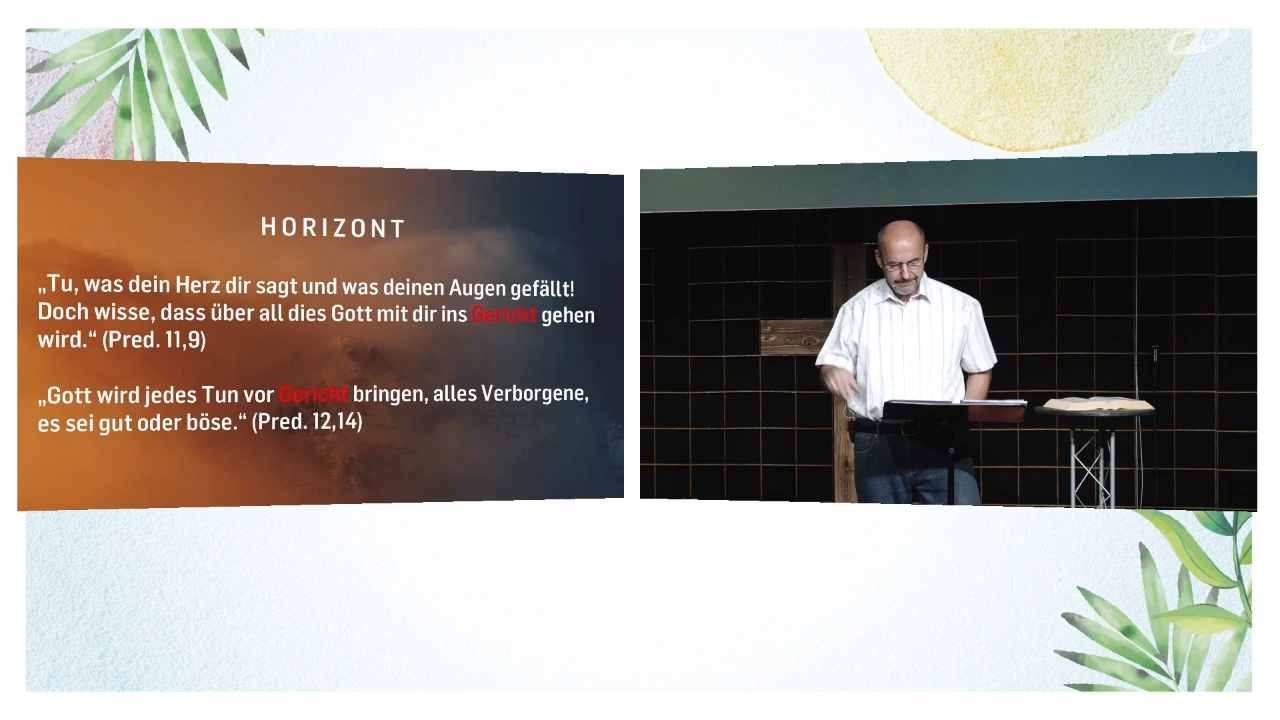 HORIZONT
„Tu, was dein Herz dir sagt und was deinen Augen gefällt!
Doch wisse, dass über all dies Gott mit dir ins Gericht gehen
wird.“ (Pred. 11,9)
„Gott wird jedes Tun vor Gericht bringen, alles Verborgene,
es sei gut oder böse.“ (Pred. 12,14)